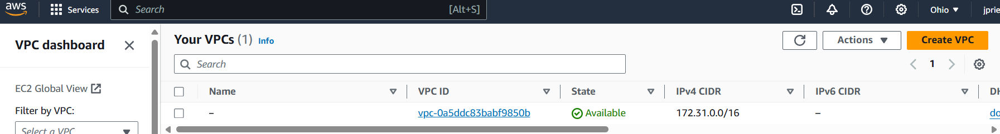 aws
Services
Search
[Alt+S]
Ohio
jprie
VPC dashboard
EC2 Global View
Filter by VPC:
Select a VPC
Your VPCs (1) Info
Actions
Create VPC
Search
1
Name VPC ID State IPv4 CIDR IPv6 CIDR DH
– vpc-0a5ddc83babf9850b Available 172.31.0.0/16 – do